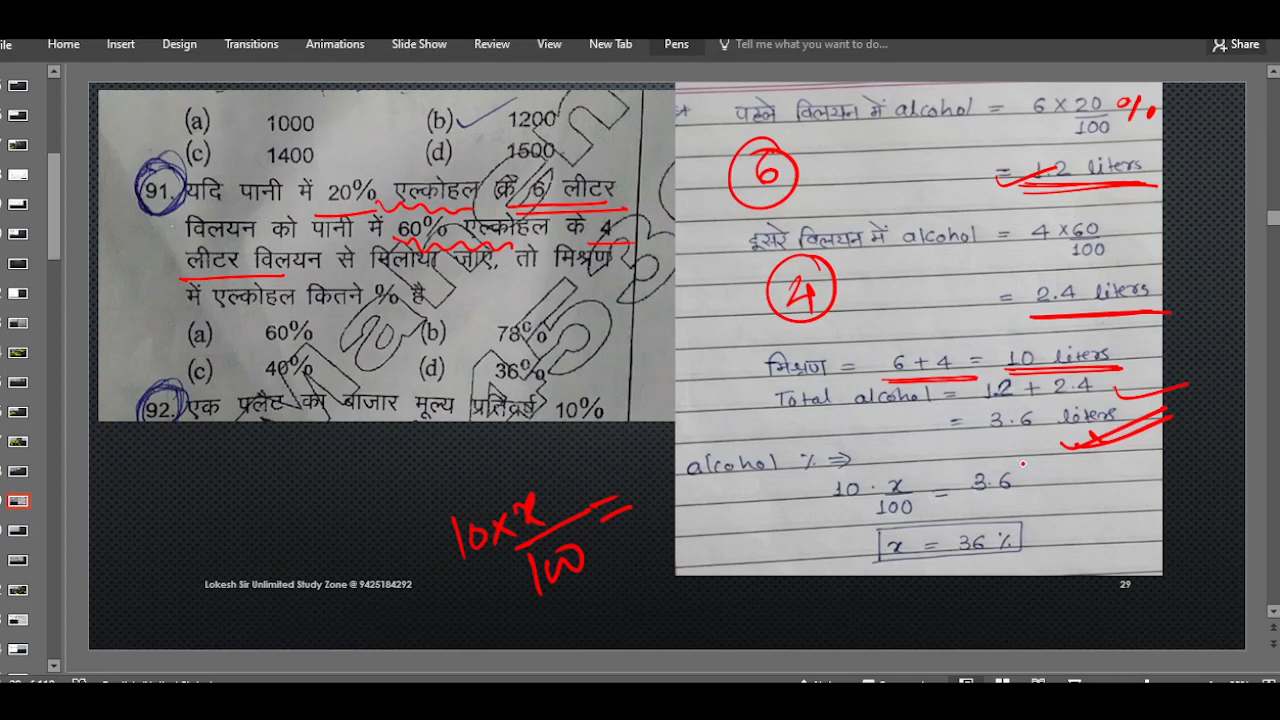 File Home Insert Design Transitions Animations Slide Show Review View New Tab Pens Tell me what you want to do... Share
(a) 1000 (b) 1200
(c) 1400 (d) 1500
91. यदि पानी में 20% एल्कोहल के 6 लीटर
विलयन को पानी में 60% एल्कोहल के 4
लीटर विलयन से मिलाया जाएँ, तो मिश्रण
में एल्कोहल कितने % है
(a) 60% (b) 78%
(c) 40% (d) 36%
92. एक फ्लैट का बाजार मूल्य प्रतिवर्ष 10%
पहले विलयन में alcohol = 6 × 20 %
100
6
= 1.2 liters
दूसरे विलयन में alcohol = 4 × 60
100
4
= 2.4 liters
मिश्रण = 6 + 4 = 10 liters
Total alcohol = 1.2 + 2.4
= 3.6 liters
alcohol % ⇒
10 . x = 3.6
100
x = 36 %
10 × x =
100
Lokesh Sir Unlimited Study Zone @ 9425184292
29